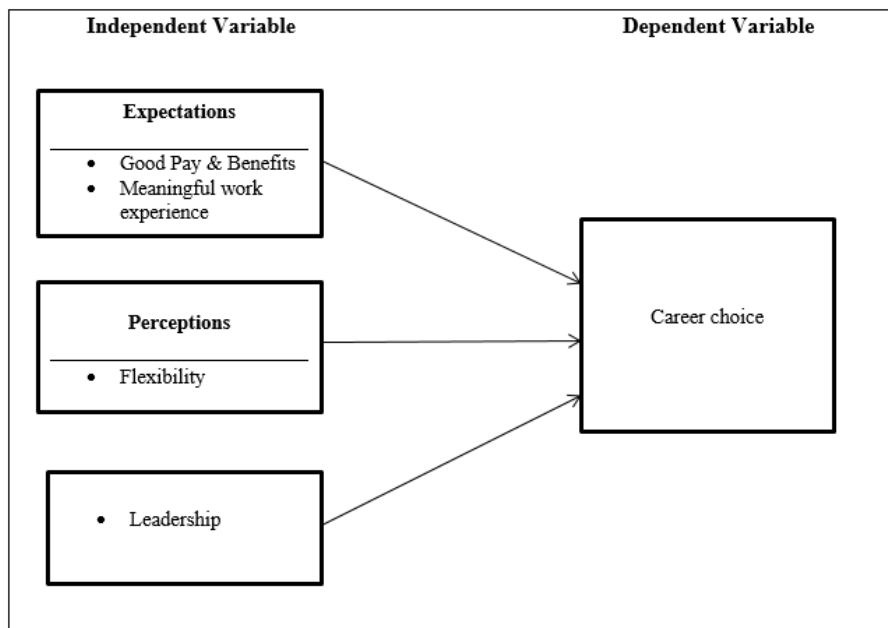 Independent Variable
Dependent Variable
Expectations
• Good Pay & Benefits
• Meaningful work
experience
Perceptions
• Flexibility
• Leadership
Career choice